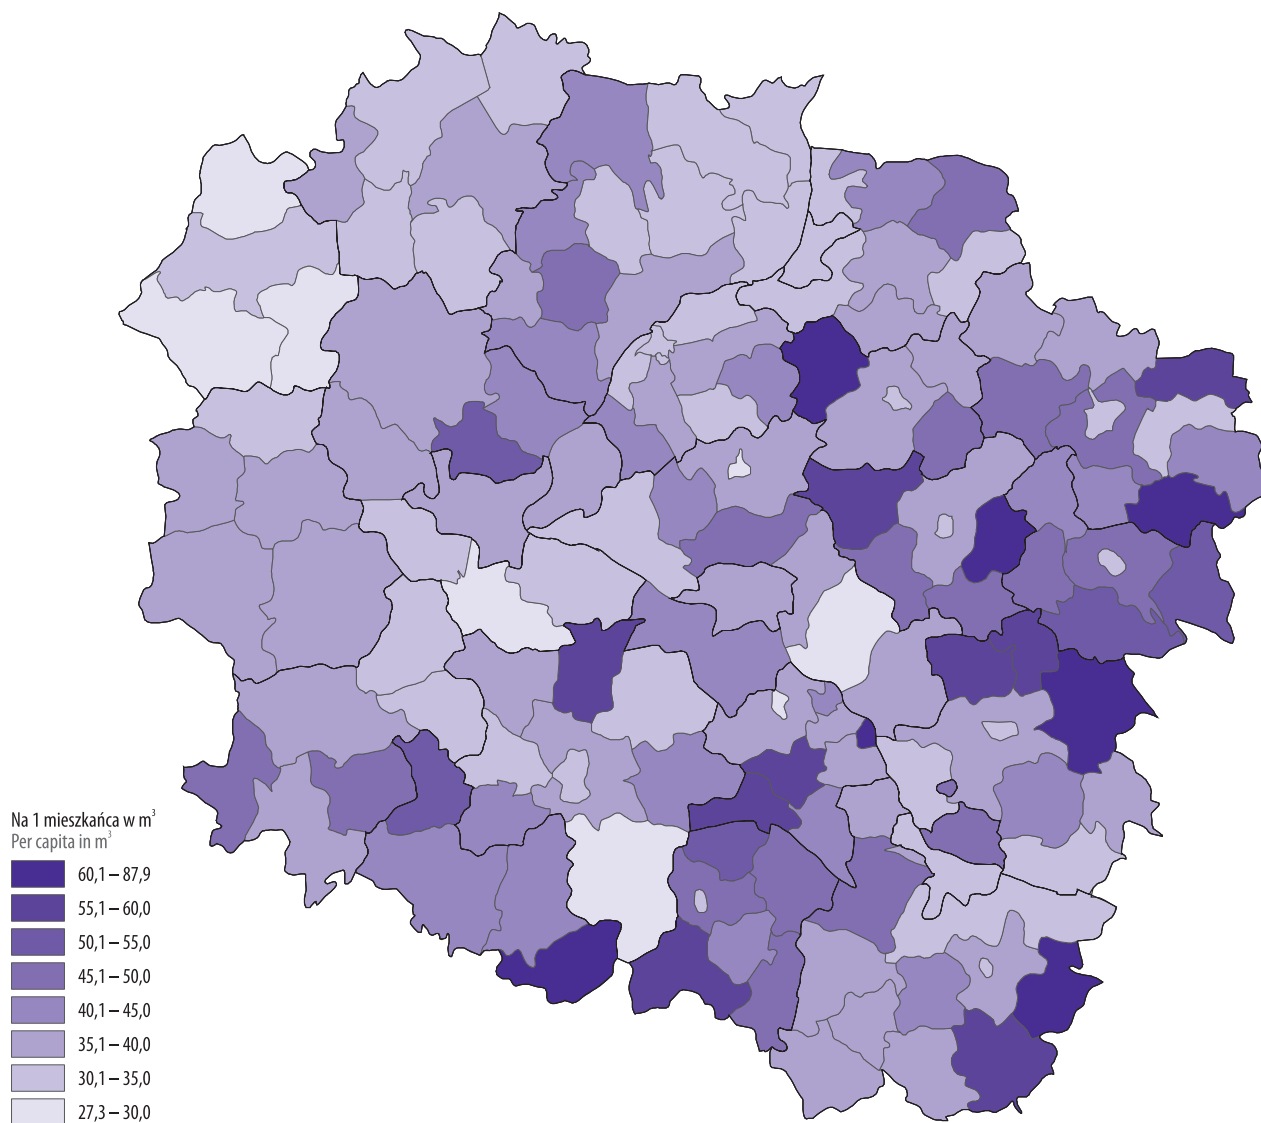 Na 1 mieszkańca w m³
Per capita in m³
60,1 – 87,9
55,1 – 60,0
50,1 – 55,0
45,1 – 50,0
40,1 – 45,0
35,1 – 40,0
30,1 – 35,0
27,3 – 30,0